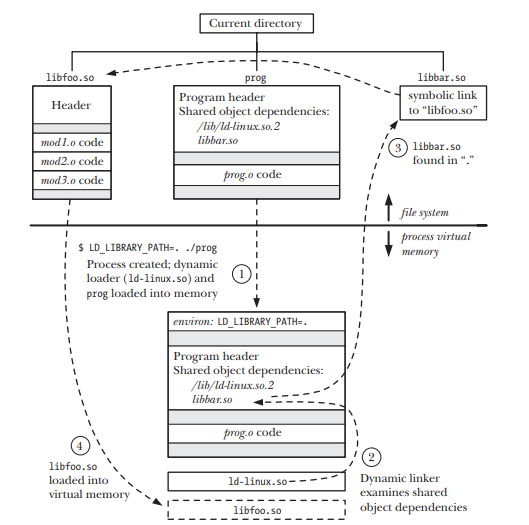 Current directory
libfoo.so
prog
libbar.so
Header
mod1.o code
mod2.o code
mod3.o code
Program header
Shared object dependencies:
/lib/ld-linux.so.2
libbar.so
prog.o code
symbolic link
to “libfoo.so”
3
libbar.so
found in “.”
file system
process virtual
memory
$ LD_LIBRARY_PATH=. ./prog
Process created; dynamic
loader (ld-linux.so) and
prog loaded into memory
1
environ: LD_LIBRARY_PATH=.
Program header
Shared object dependencies:
/lib/ld-linux.so.2
libbar.so
prog.o code
4
libfoo.so
loaded into
virtual memory
ld-linux.so
libfoo.so
2
Dynamic linker
examines shared
object dependencies